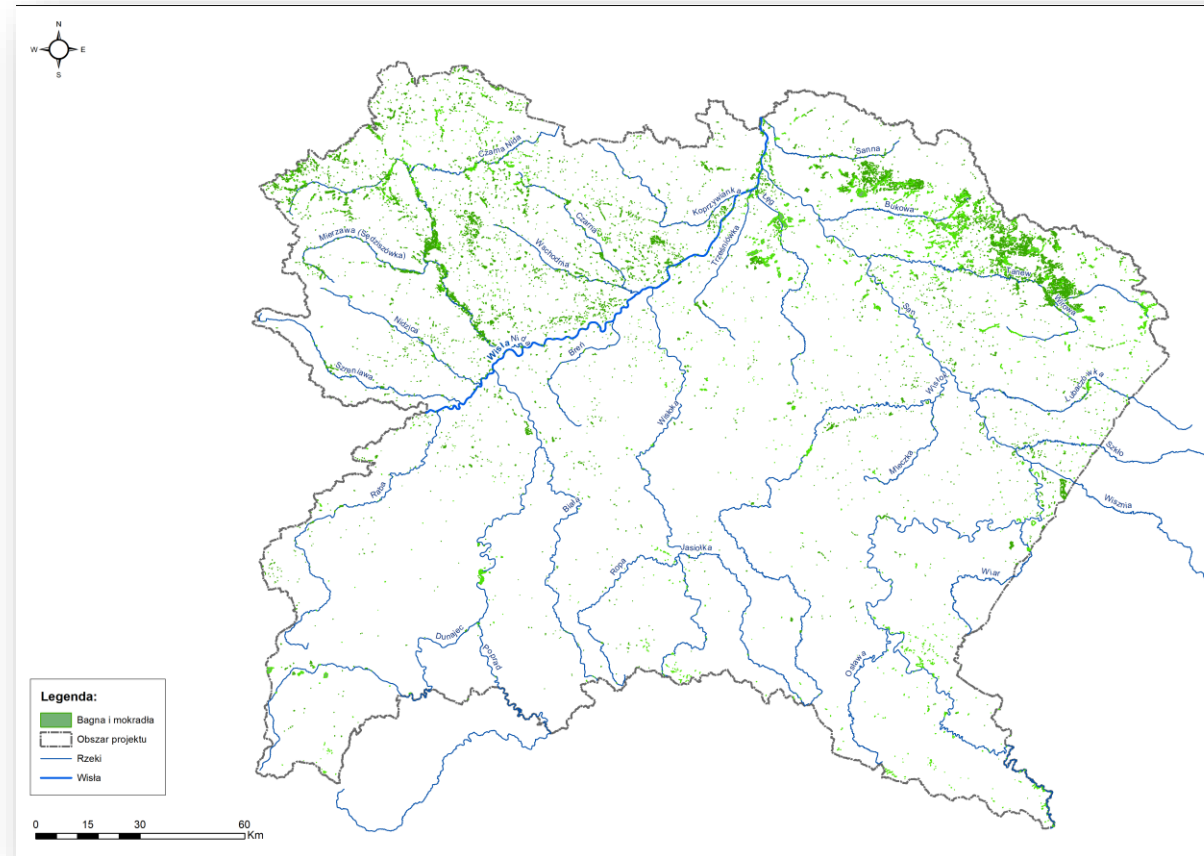 N
W E
S
Czarna Nida
Sanna
Koprzywianka
Łęg
Bukowa
Czarna
Trześniówka
Mierzawa (Sędziszówka)
Wschodnia
Tanew
Wirowa
San
Nidzica
Wisła
Nida
Breń
Szreniawa
Wisłok
Lubaczówka
Wisłoka
Szkło
Mleczka
Raba
Wisznia
Biała
Jasiołka
Ropa
Wiar
Dunajec
Poprad
Osława
Legenda:
Bagna i mokradła
Obszar projektu
Rzeki
Wisła
0 15 30 60
Km